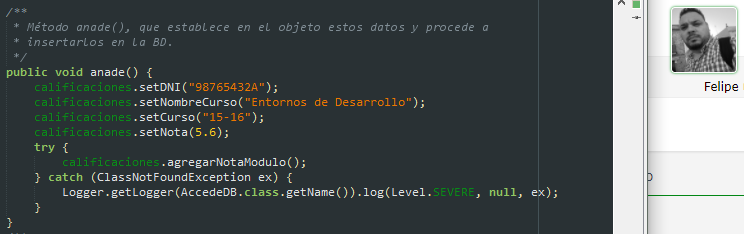 /**
* Método anade(), que establece en el objeto estos datos y procede a
* insertarlos en la BD.
*/
public void anade() {
calificaciones.setDNI("98765432A");
calificaciones.setNombreCurso("Entornos de Desarrollo");
calificaciones.setCurso("15-16");
calificaciones.setNota(5.6);
try {
calificaciones.agregarNotaModulo();
} catch (ClassNotFoundException ex) {
Logger.getLogger(AccedeDB.class.getName()).log(Level.SEVERE, null, ex);
}
}
Felipe